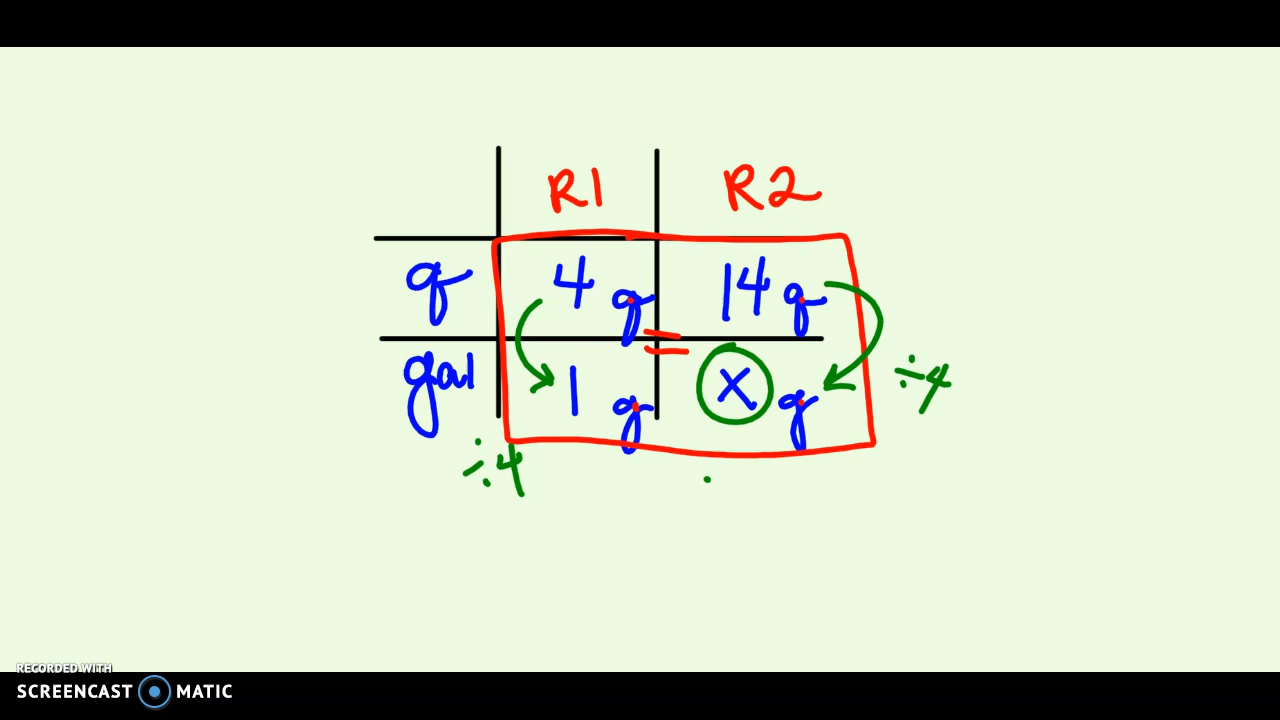 R1 R2
q 4 q 14 q
=
gal 1 g X g
÷4
÷4
RECORDED WITH
SCREENCAST MATIC